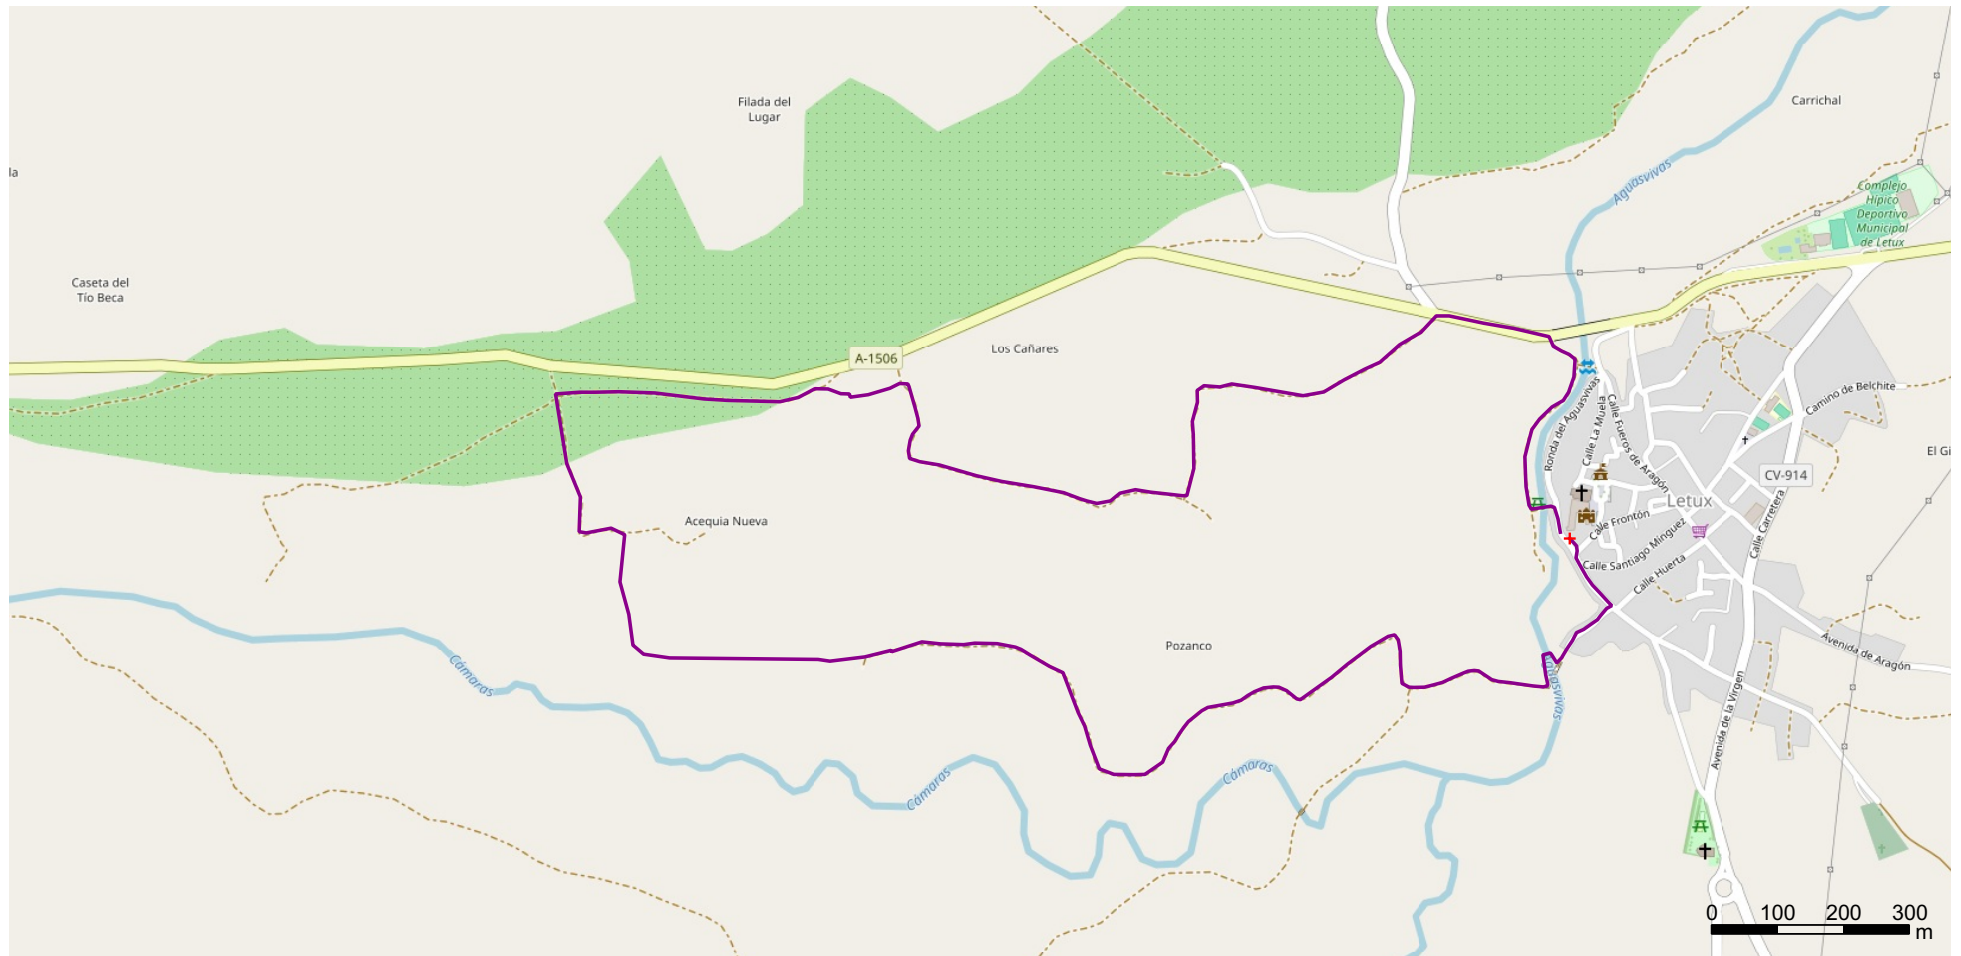 Filada del
Lugar
Carrichal
la
Aguasvivas
Complejo
Hípico
Deportivo
Municipal
de Letux
Caseta del
Tío Beca
A-1506
Los Cañares
Ronda del Aguasvivas
Calle La Muela
Calle Fueros de Aragón
Camino de Belchite
El Gi
CV-914
Letux
Acequia Nueva
Calle Frontón
Calle Santiago Mínguez
Calle Huerta
Calle Carretera
Pozanco
Avenida de Aragón
Cámaras
Aguasvivas
Avenida de la Virgen
Cámaras
Cámaras
0 100 200 300
m